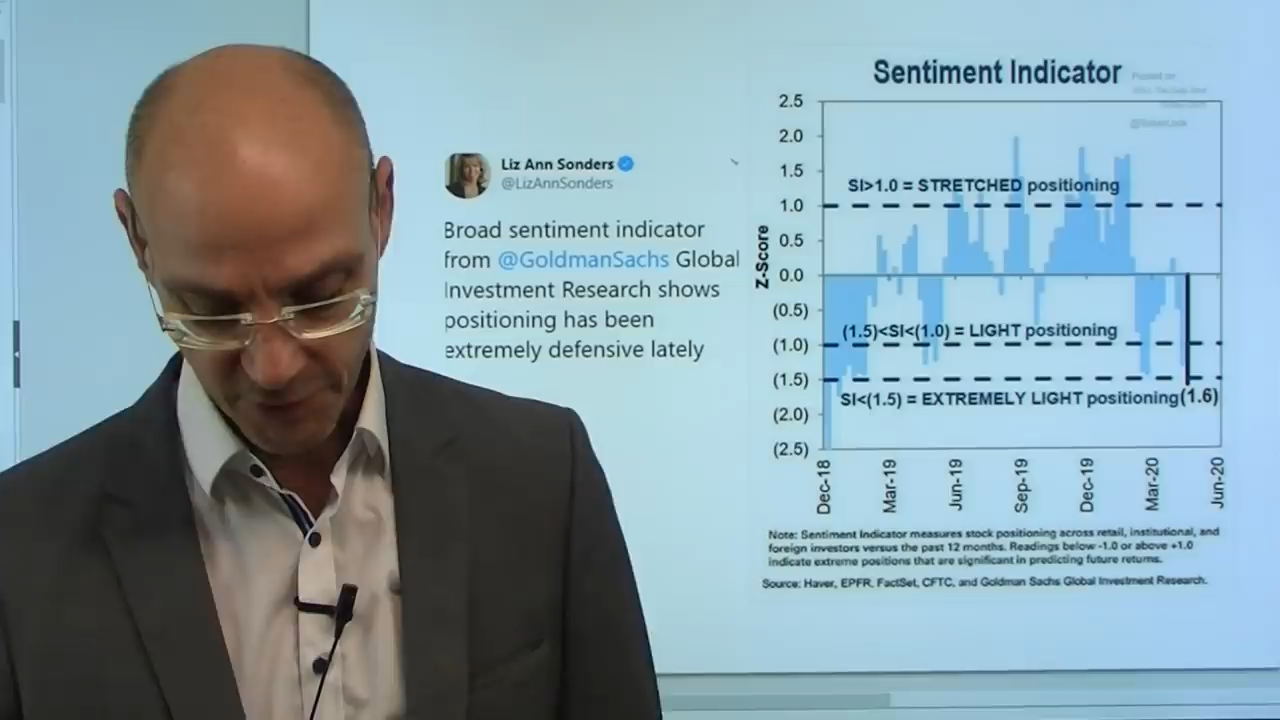 Liz Ann Sonders
@LizAnnSonders
Broad sentiment indicator
from @GoldmanSachs Global
Investment Research shows
positioning has been
extremely defensive lately
Sentiment Indicator
2.5
2.0
1.5
1.0
0.5
0.0
(0.5)
(1.0)
(1.5)
(2.0)
(2.5)
Z-Score
SI>1.0 = STRETCHED positioning
(1.5)<SI<(1.0) = LIGHT positioning
SI<(1.5) = EXTREMELY LIGHT positioning
(1.6)
Dec-18
Mar-19
Jun-19
Sep-19
Dec-19
Mar-20
Jun-20
Note: Sentiment Indicator measures stock positioning across retail, institutional, and
foreign investors versus the past 12 months. Readings below -1.0 or above +1.0
indicate extreme positions that are significant in predicting future returns.
Source: Haver, EPFR, FactSet, CFTC, and Goldman Sachs Global Investment Research.